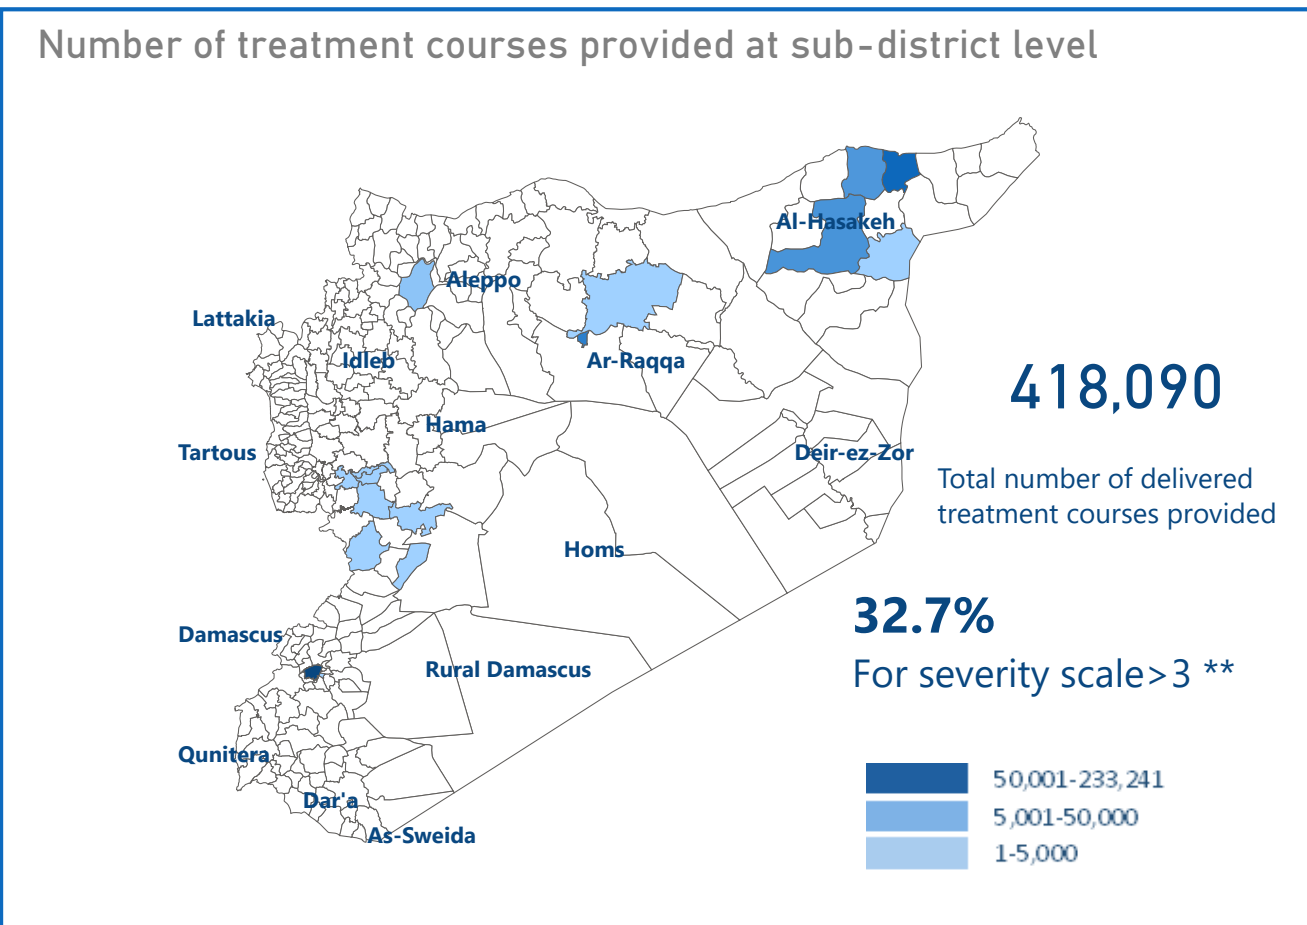 Number of treatment courses provided at sub-district level
Al-Hasakeh
Aleppo
Lattakia
Idleb
Ar-Raqqa
418,090
Hama
Tartous
Deir-ez-Zor
Total number of delivered
treatment courses provided
Homs
32.7%
For severity scale>3 **
Damascus
Rural Damascus
Qunitera
50,001-233,241
5,001-50,000
1-5,000
Dar'a
As-Sweida